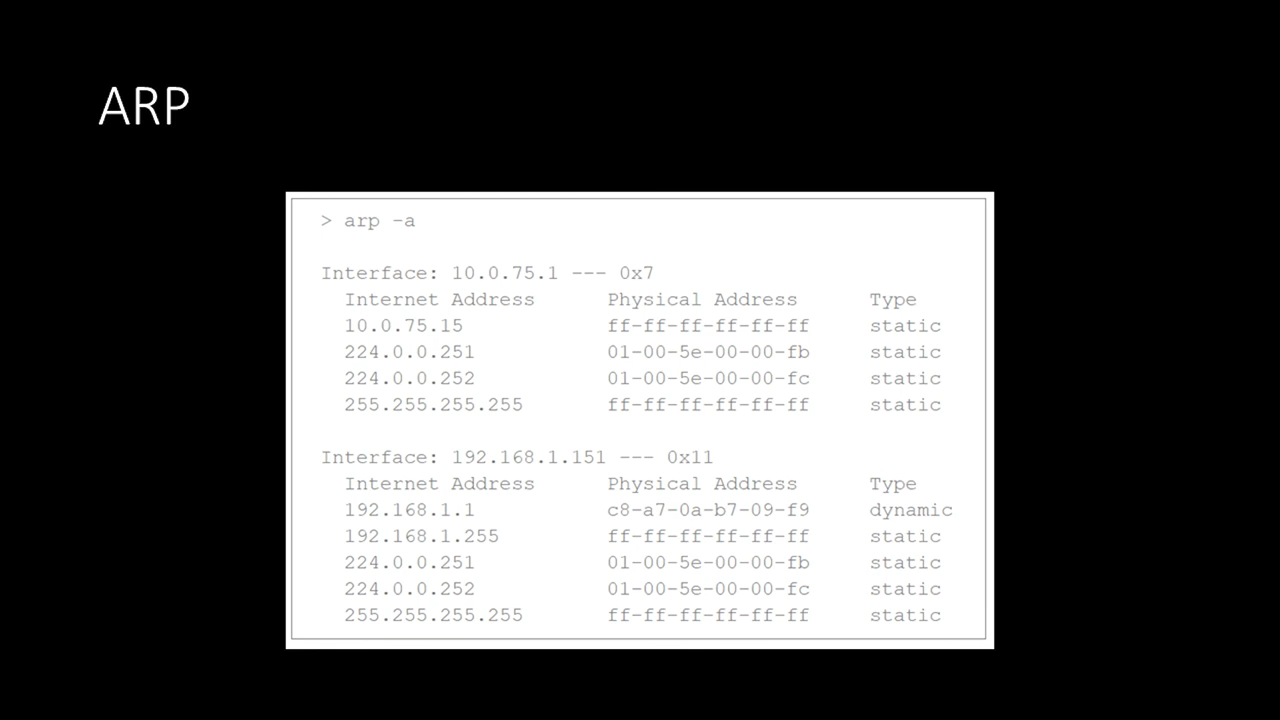 ARP
> arp -a
Interface: 10.0.75.1 --- 0x7
Internet Address Physical Address Type
10.0.75.15 ff-ff-ff-ff-ff-ff static
224.0.0.251 01-00-5e-00-00-fb static
224.0.0.252 01-00-5e-00-00-fc static
255.255.255.255 ff-ff-ff-ff-ff-ff static
Interface: 192.168.1.151 --- 0x11
Internet Address Physical Address Type
192.168.1.1 c8-a7-0a-b7-09-f9 dynamic
192.168.1.255 ff-ff-ff-ff-ff-ff static
224.0.0.251 01-00-5e-00-00-fb static
224.0.0.252 01-00-5e-00-00-fc static
255.255.255.255 ff-ff-ff-ff-ff-ff static